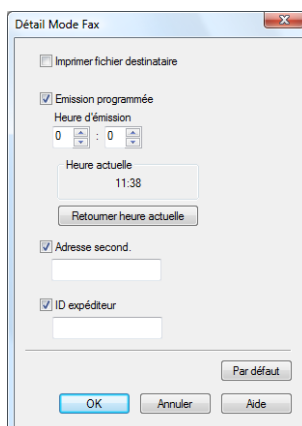 Détail Mode Fax
Imprimer fichier destinataire
Emission programmée
Heure d'émission
0 : 0
Heure actuelle
11:38
Retourner heure actuelle
Adresse second.
ID expéditeur
Par défaut
OK Annuler Aide